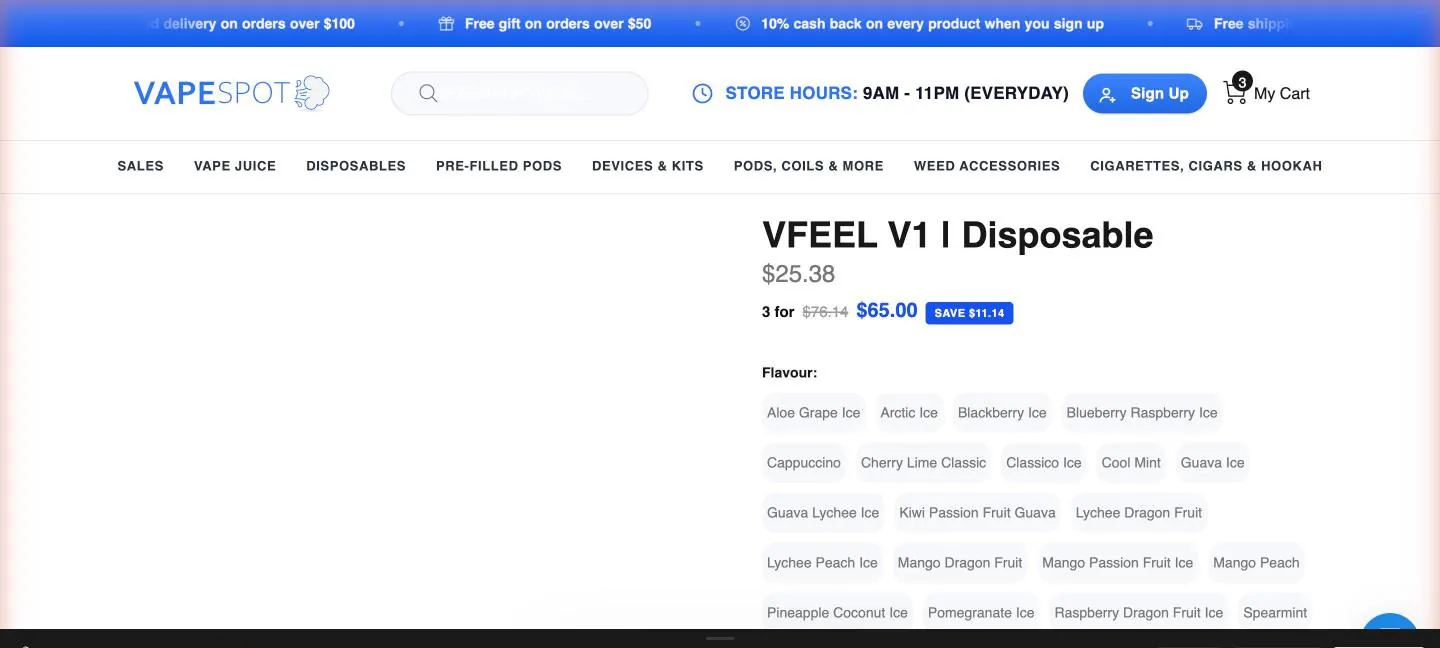 d delivery on orders over $100 • Free gift on orders over $50 • 10% cash back on every product when you sign up • Free shipp
VAPESPOT STORE HOURS: 9AM - 11PM (EVERYDAY) Sign Up 3 My Cart
SALES VAPE JUICE DISPOSABLES PRE-FILLED PODS DEVICES & KITS PODS, COILS & MORE WEED ACCESSORIES CIGARETTES, CIGARS & HOOKAH
VFEEL V1 | Disposable
$25.38
3 for $76.14 $65.00 SAVE $11.14
Flavour:
Aloe Grape Ice Arctic Ice Blackberry Ice Blueberry Raspberry Ice
Cappuccino Cherry Lime Classic Classico Ice Cool Mint Guava Ice
Guava Lychee Ice Kiwi Passion Fruit Guava Lychee Dragon Fruit
Lychee Peach Ice Mango Dragon Fruit Mango Passion Fruit Ice Mango Peach
Pineapple Coconut Ice Pomegranate Ice Raspberry Dragon Fruit Ice Spearmint